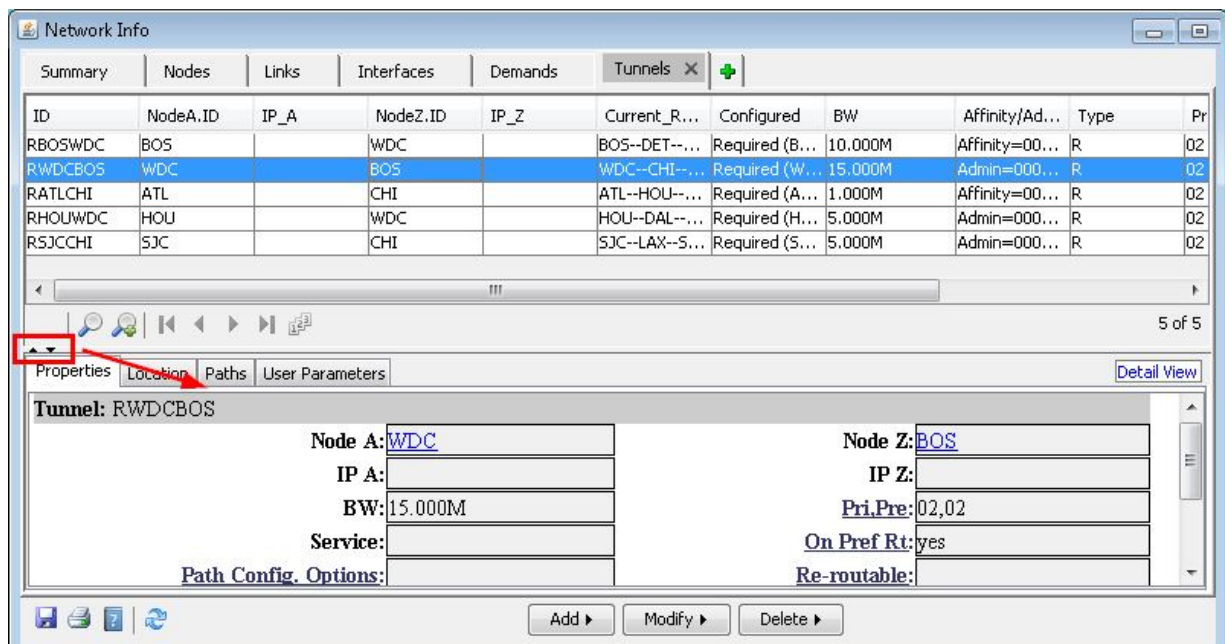 Network Info
Summary Nodes Links Interfaces Demands Tunnels
ID NodeA.ID IP_A NodeZ.ID IP_Z Current_R... Configured BW Affinity/Ad... Type Pr
RBOSWDC BOS WDC BOS--DET--... Required (B... 10.000M Affinity=00... R 02
RWDCBOS WDC BOS WDC--CHI--... Required (W... 15.000M Admin=000... R 02
RATLCHI ATL CHI ATL--HOU--... Required (A... 1.000M Affinity=00... R 02
RHOUWDC HOU WDC HOU--DAL--... Required (H... 5.000M Admin=000... R 02
RSJCCHI SJC CHI SJC--LAX--S... Required (S... 5.000M Admin=000... R 02
5 of 5
Properties Location Paths User Parameters Detail View
Tunnel: RWDCBOS
Node A: WDC Node Z: BOS
IP A: IP Z:
BW: 15.000M Pri,Pre: 02,02
Service: On Pref Rt: yes
Path Config. Options: Re-routable:
Add Modify Delete